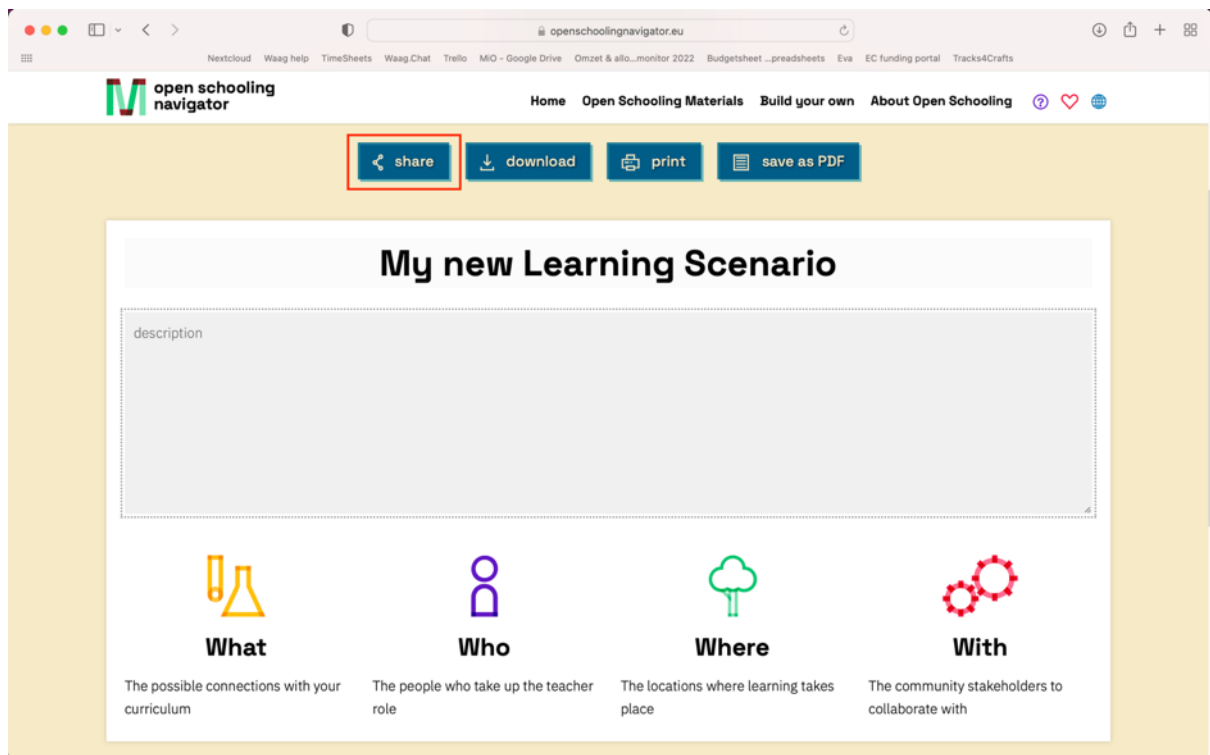 openschoolingnavigator.eu
Nextcloud Waag help TimeSheets Waag.Chat Trello MiO - Google Drive Omzet & allo...monitor 2022 Budgetsheet ...preadsheets Eva EC funding portal Tracks4Crafts
open schooling
navigator
Home Open Schooling Materials Build your own About Open Schooling ?
share download print save as PDF
My new Learning Scenario
description
What Who Where With
The possible connections with your The people who take up the teacher The locations where learning takes The community stakeholders to
curriculum role place collaborate with